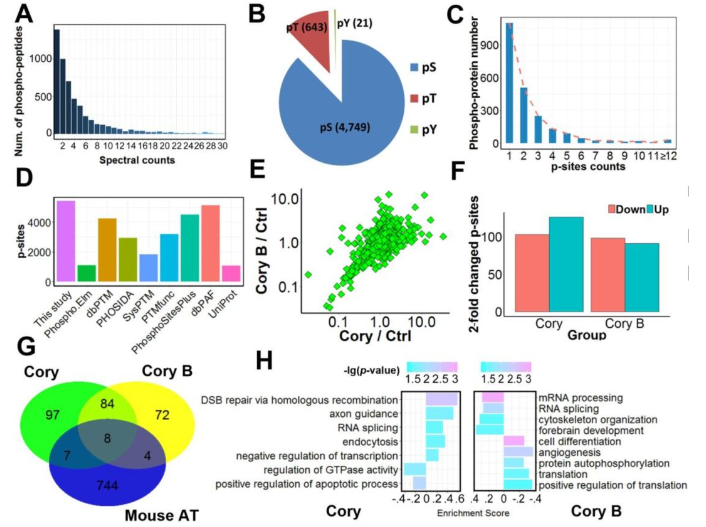 A
Num. of phospho-peptides
1000
500
0
2 4 6 8 10 12 14 16 18 20 22 24 26 28 30
Spectral counts
B
pT (643)
pY (21)
pS (4,749)
pS
pT
pY
C
Phospho-protein number
900
600
300
0
1 2 3 4 5 6 7 8 9 10 11 ≥12
p-sites counts
D
p-sites
4000
2000
0
This study
Phospho.Elm
dbPTM
PHOSIDA
SysPTM
PTMfunc
PhosphoSitesPlus
dbPAF
UniProt
E
Cory B / Ctrl
10.0
1.0
0.1
0.1 1.0 10.0
Cory / Ctrl
F
2-fold changed p-sites
Down Up
100
50
0
Cory Cory B
Group
G
Cory
Cory B
97
84
72
8
7
4
744
Mouse AT
H
-lg(p-value)
1.5 2 2.5 3
1.5 2 2.5 3
DSB repair via homologous recombination
axon guidance
RNA splicing
endocytosis
negative regulation of transcription
regulation of GTPase activity
positive regulation of apoptotic process
mRNA processing
RNA splicing
cytoskeleton organization
forebrain development
cell differentiation
angiogenesis
protein autophosphorylation
translation
positive regulation of translation
-.4 -.2 0 .2 .4 .6
-.4 -.2 0 .2 .4
Enrichment Score
Cory
Cory B